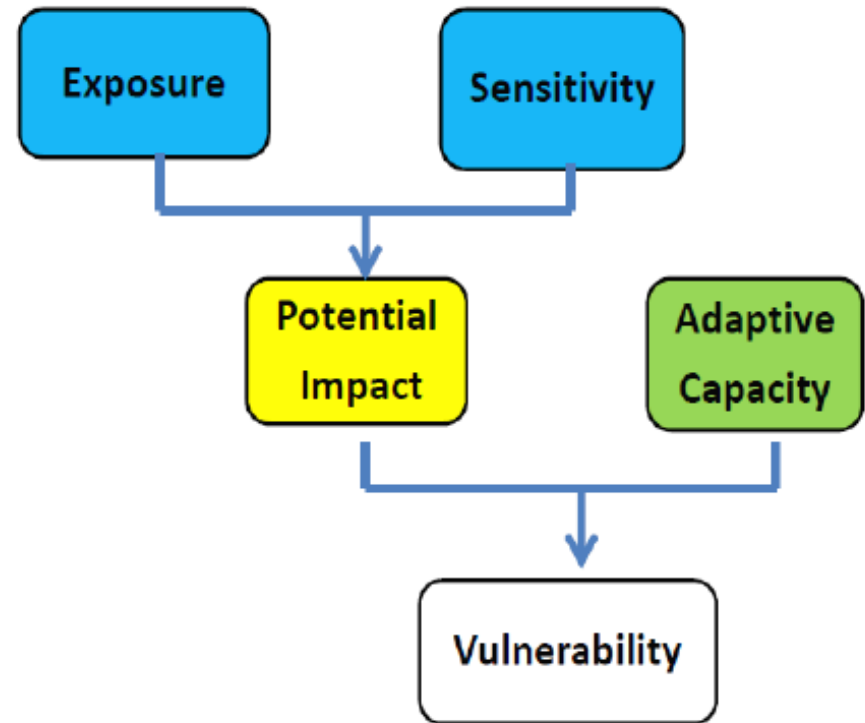 Exposure
Sensitivity
Potential
Impact
Adaptive
Capacity
Vulnerability